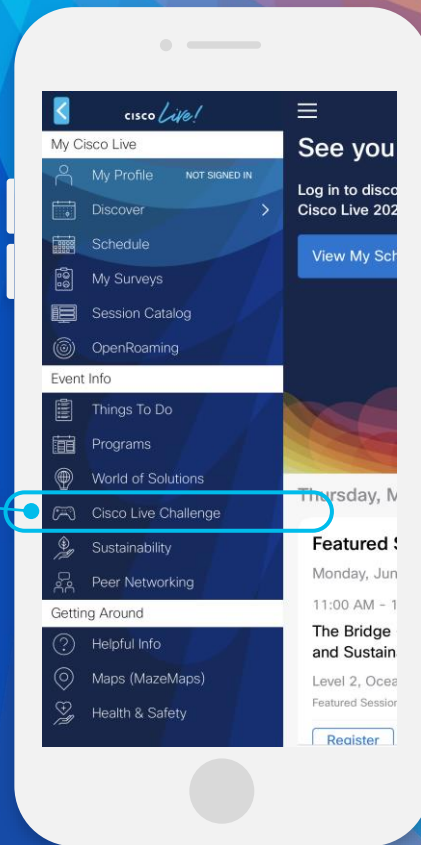 CISCO Live!
My Cisco Live
My Profile NOT SIGNED IN
Discover
Schedule
My Surveys
Session Catalog
OpenRoaming
Event Info
Things To Do
Programs
World of Solutions
Cisco Live Challenge
Sustainability
Peer Networking
Getting Around
Helpful Info
Maps (MazeMaps)
Health & Safety
See you
Log in to disco
Cisco Live 202
View My Sch
Thursday, M
Featured S
Monday, Jun
11:00 AM - 1
The Bridge
and Sustain
Level 2, Ocea
Featured Session
Register